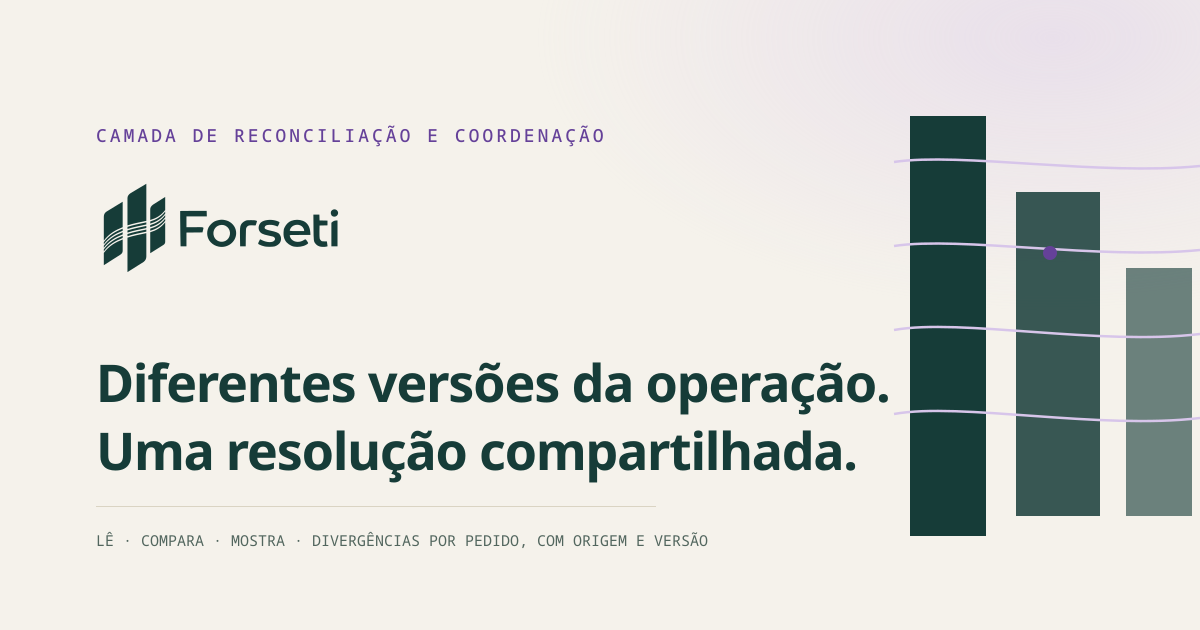 CAMADA DE RECONCILIAÇÃO E COORDENAÇÃO
Forseti
Diferentes versões da operação.
Uma resolução compartilhada.
LÊ · COMPARA · MOSTRA · DIVERGÊNCIAS POR PEDIDO, COM ORIGEM E VERSÃO